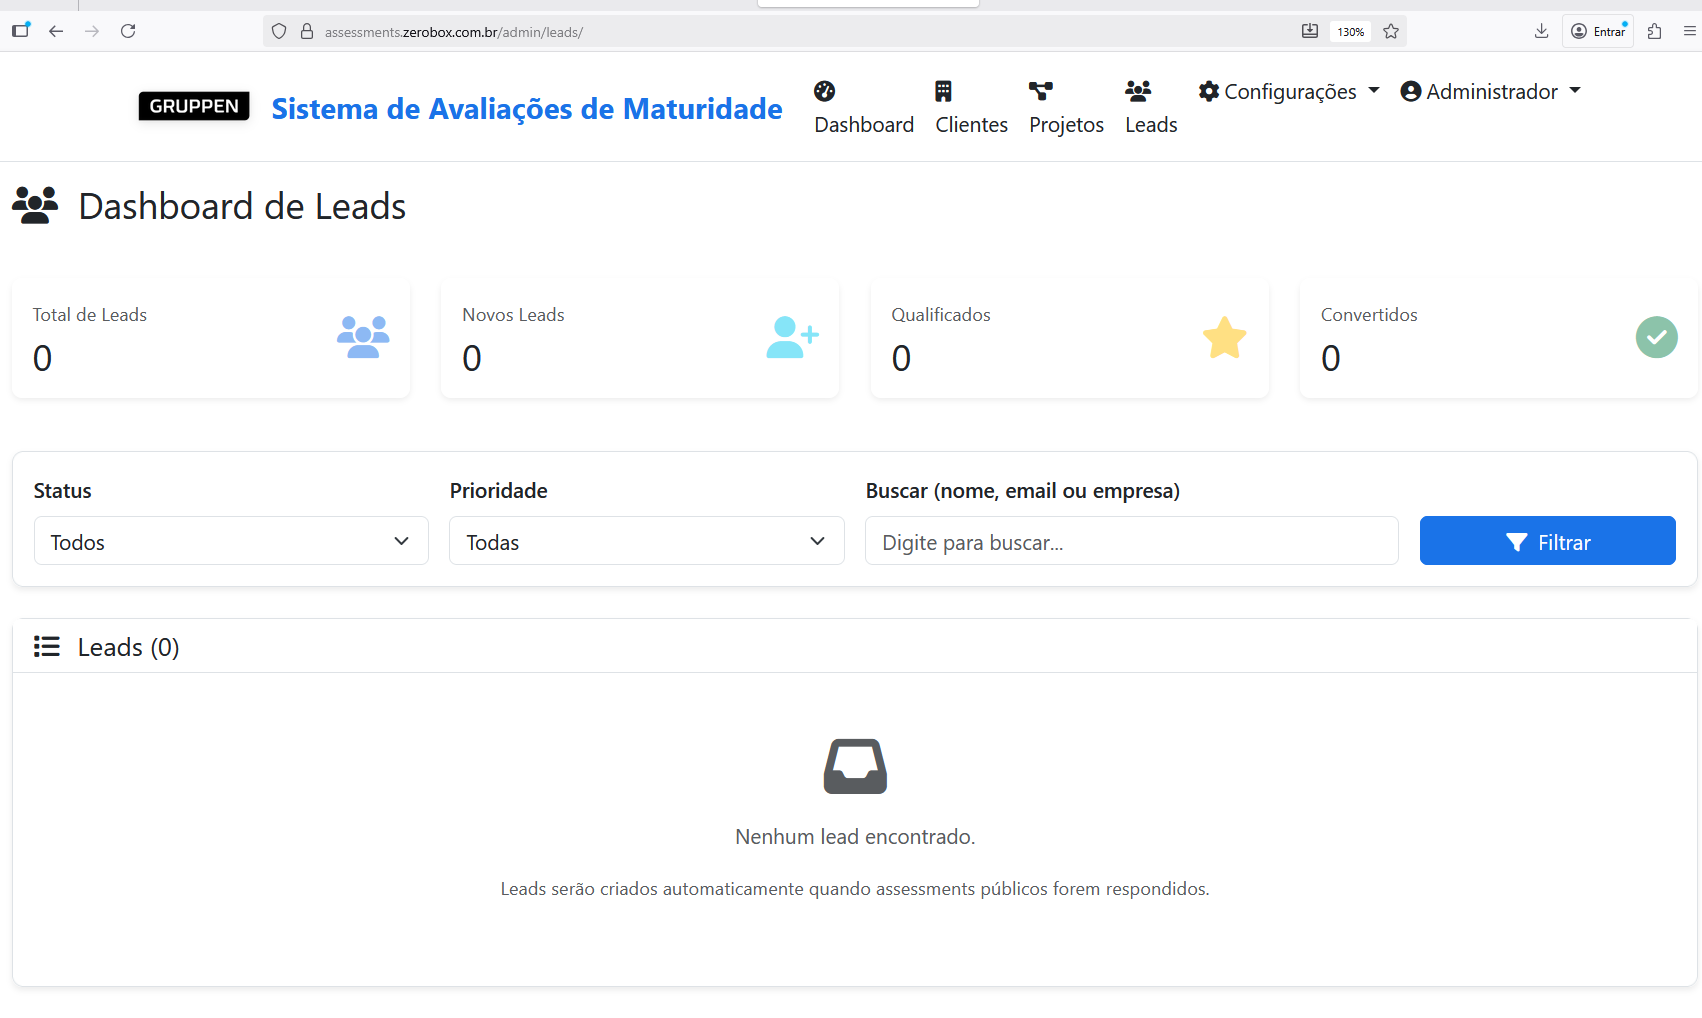 assessments.zerobox.com.br/admin/leads/
130%
Entrar
GRUPPEN
Sistema de Avaliações de Maturidade
Dashboard
Clientes
Projetos
Leads
Configurações
Administrador
Dashboard de Leads
Total de Leads
0
Novos Leads
0
Qualificados
0
Convertidos
0
Status
Todos
Prioridade
Todas
Buscar (nome, email ou empresa)
Digite para buscar...
Filtrar
Leads (0)
Nenhum lead encontrado.
Leads serão criados automaticamente quando assessments públicos forem respondidos.